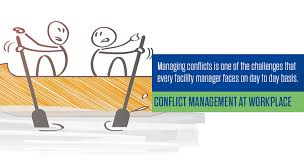 Managing conflicts is one of the challenges that
every facility manager faces on day to day basis.
CONFLICT MANAGEMENT AT WORKPLACE